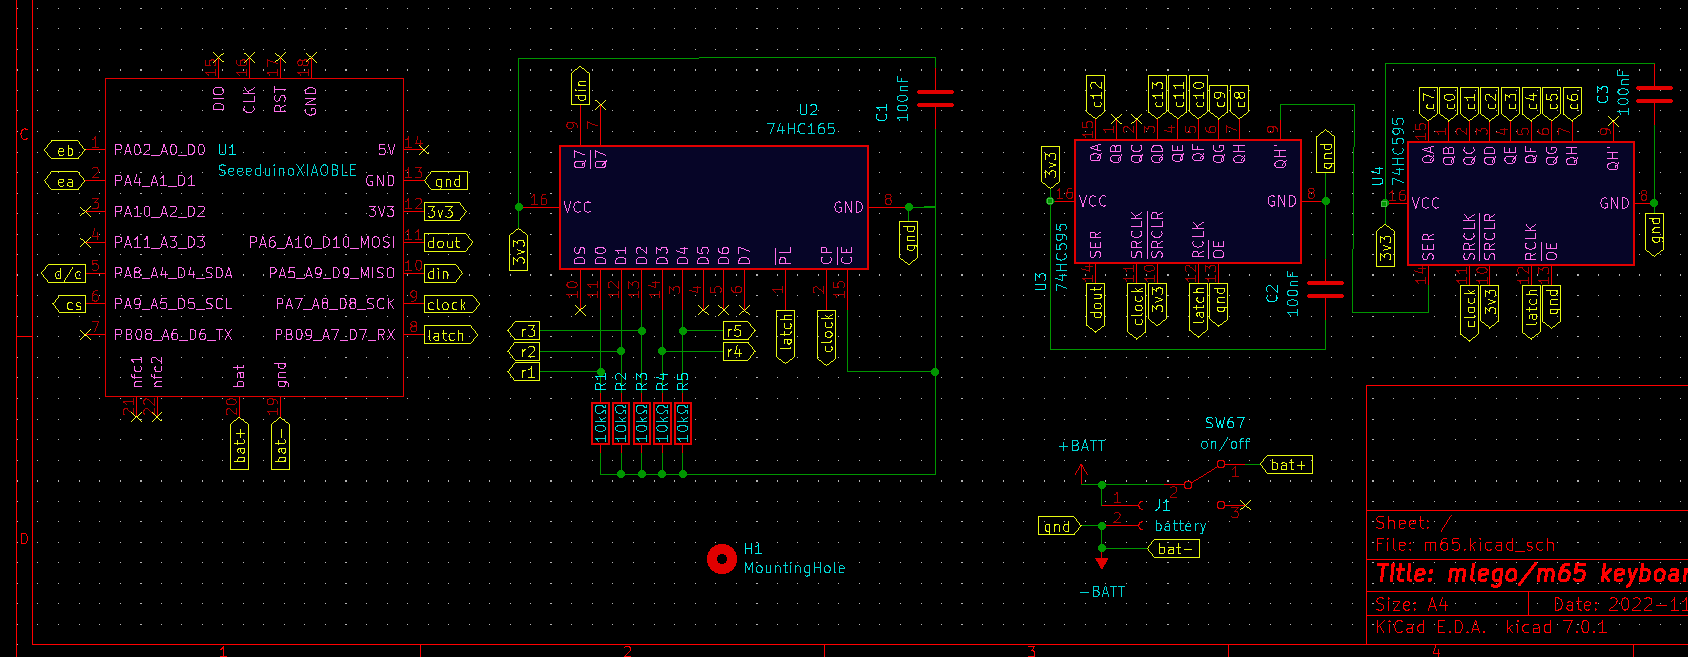 15 16 17 18
DIO CLK RST GND
eb 1 PA02_A0_D0
U1
SeeeduinoXIAOBLE
5V 14
ea 2 PA4_A1_D1
GND 13 gnd
3 PA10_A2_D2
3V3 12 3v3
4 PA11_A3_D3
PA6_A10_D10_MOSI 11 dout
d/c 5 PA8_A4_D4_SDA
PA5_A9_D9_MISO 10 din
cs 6 PA9_A5_D5_SCL
PA7_A8_D8_SCK 9 clock
7 PB08_A6_D6_TX
PB09_A7_D7_RX 8 latch
nfc1 nfc2 bat gnd
21 22 20 19
bat+ bat-
din
9 7
Q7 Q7
U2
74HC165
C1
100nF
16 VCC
GND 8
3v3
gnd
DS D0 D1 D2 D3 D4 D5 D6 D7 PL CP CE
10 11 12 13 14 3 4 5 6 1 2 15
latch clock
r3
r2
r1
r5
r4
R1 R2 R3 R4 R5
10kΩ 10kΩ 10kΩ 10kΩ 10kΩ
H1
MountingHole
c12 c13 c11 c10 c9 c8
15 1 2 3 4 5 6 7 9
QA QB QC QD QE QF QG QH QH'
3v3
gnd
16 VCC
GND 8
SER SRCLK SRCLR RCLK OE
14 11 10 12 13
dout clock 3v3 latch gnd
U3
74HC595
C2
100nF
c7 c0 c1 c2 c3 c4 c5 c6
15 1 2 3 4 5 6 7 9
QA QB QC QD QE QF QG QH QH'
C3
100nF
U4
74HC595
16 VCC
GND 8
3v3
gnd
SER SRCLK SRCLR RCLK OE
14 11 10 12 13
clock 3v3 latch gnd
SW67
on/off
+BATT
bat+
1
2
3
1 J1
2 battery
gnd
bat-
-BATT
Sheet: /
File: m65.kicad_sch
Title: mlego/m65 keyboar
Size: A4
Date: 2022-11
KiCad E.D.A. kicad 7.0.1
C
D
1 2 3 4